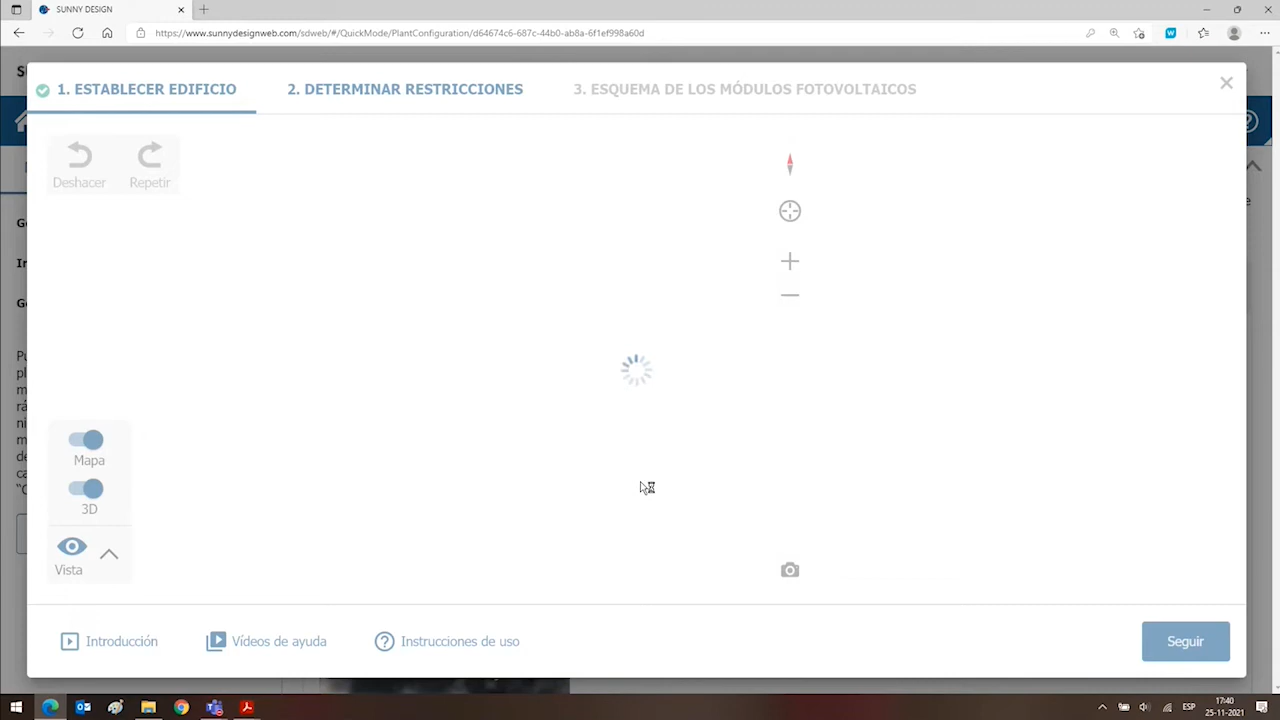 SUNNY DESIGN
https://www.sunnydesignweb.com/sdweb/#/QuickMode/PlantConfiguration/d64674c6-687c-44b0-ab8a-6f1ef998a60d
1. ESTABLECER EDIFICIO
2. DETERMINAR RESTRICCIONES
3. ESQUEMA DE LOS MÓDULOS FOTOVOLTAICOS
Deshacer
Repetir
Mapa
3D
Vista
Introducción
Vídeos de ayuda
Instrucciones de uso
Seguir
ESP
17:40
25-11-2021